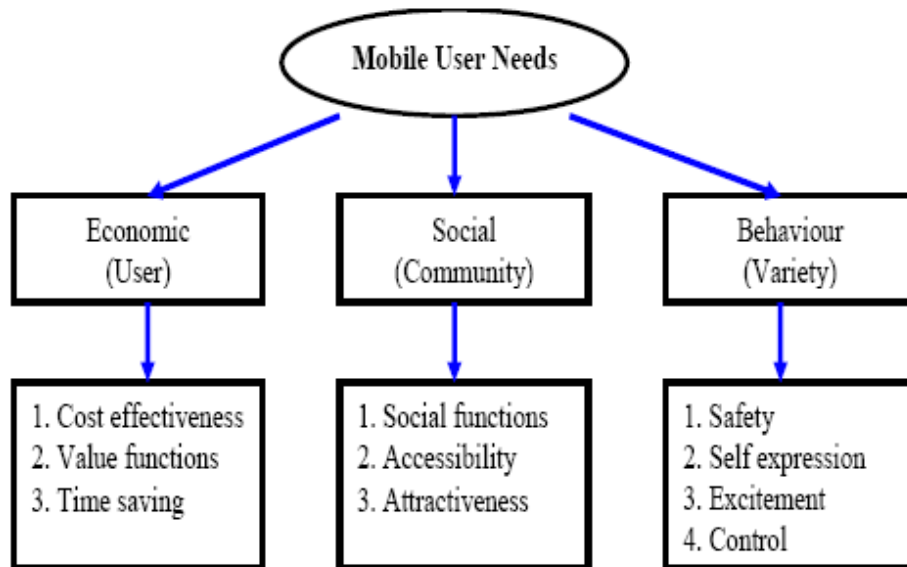 Mobile User Needs
Economic
(User)
Social
(Community)
Behaviour
(Variety)
1. Cost effectiveness
2. Value functions
3. Time saving
1. Social functions
2. Accessibility
3. Attractiveness
1. Safety
2. Self expression
3. Excitement
4. Control